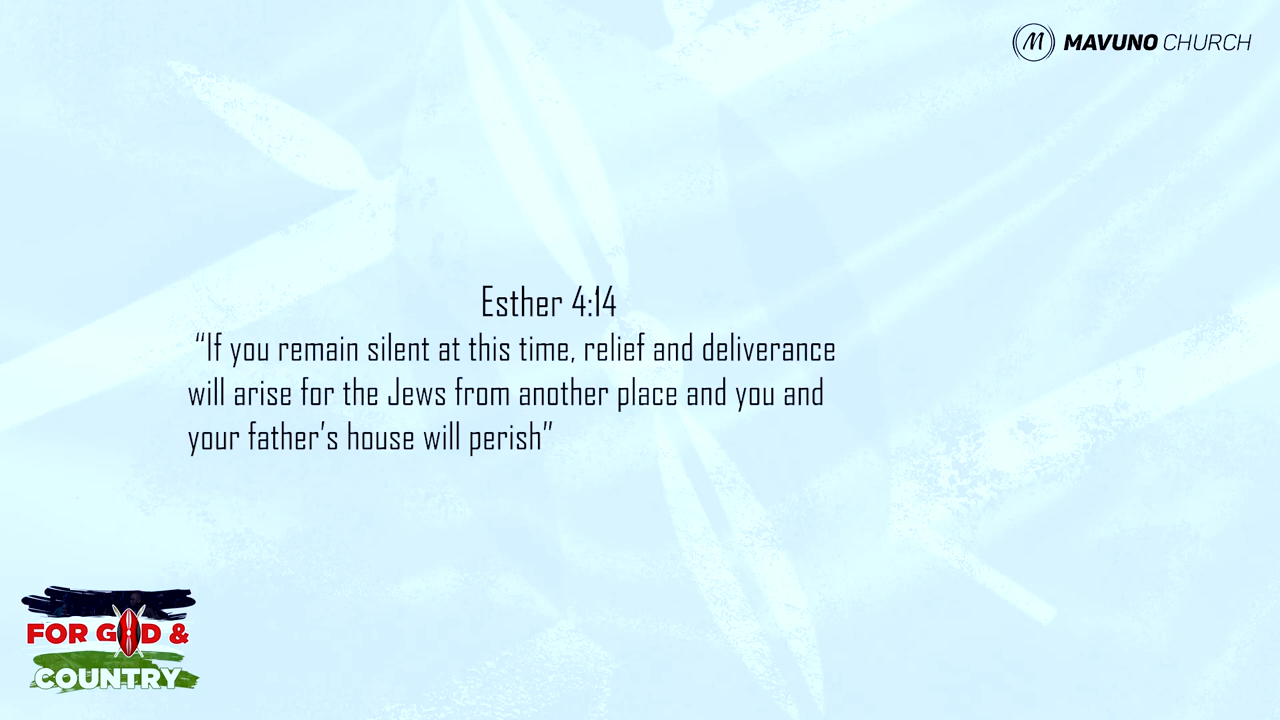 MAVUNO CHURCH
Esther 4:14
“If you remain silent at this time, relief and deliverance
will arise for the Jews from another place and you and
your father’s house will perish”
FOR GOD &
COUNTRY